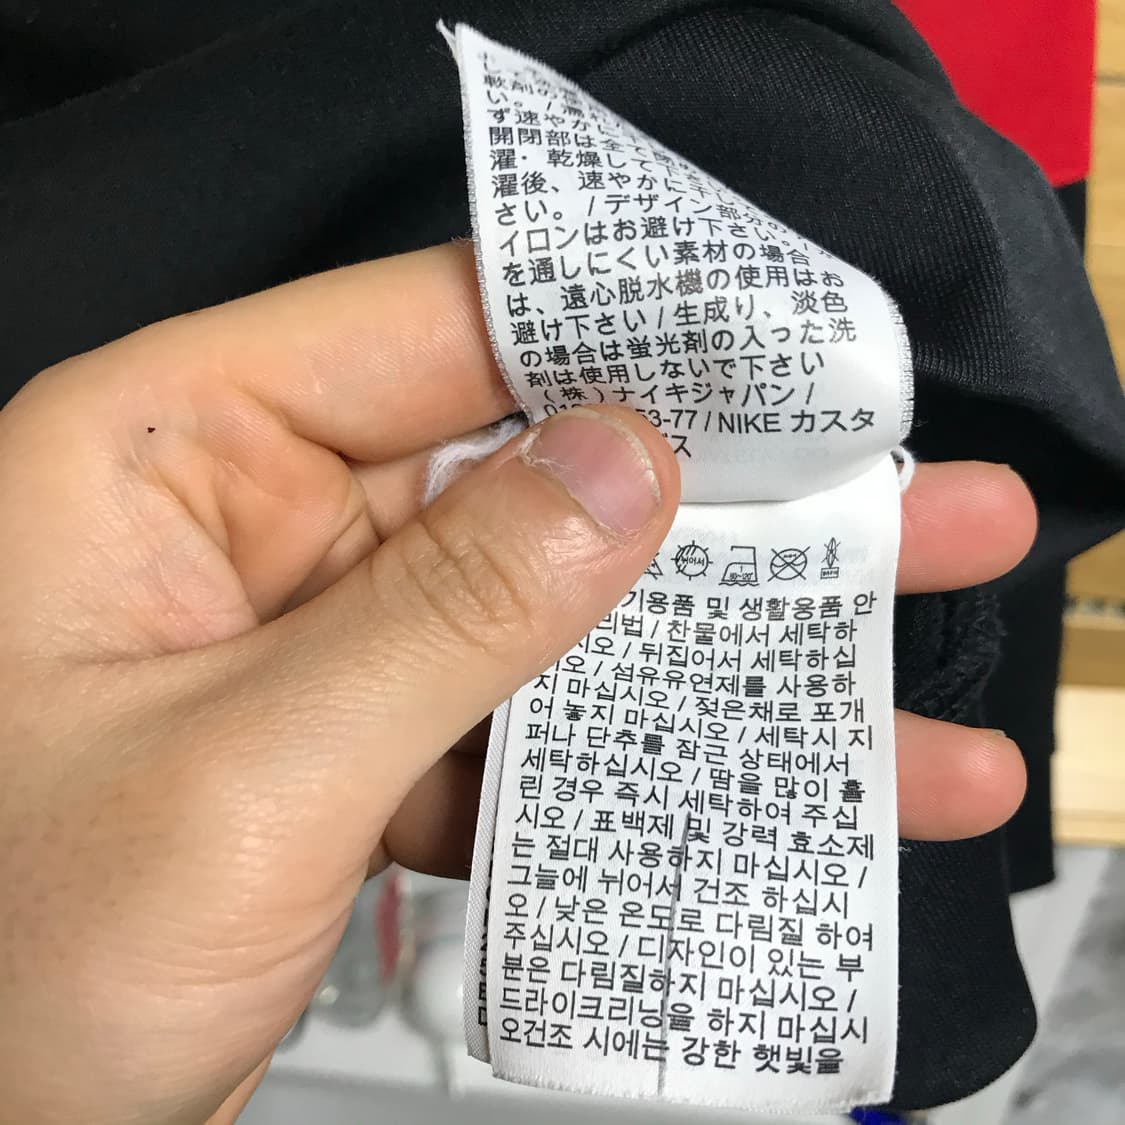 軟剤の
い。/濡れた
ず速やかに
開閉部は全て閉
濯・乾燥して下
濯後、速やかに干し
さい。/デザイン部分の
イロンはお避け下さい。/
を通しにくい素材の場合
は、遠心脱水機の使用はお
避け下さい/生成り、淡色
の場合は蛍光剤の入った洗
剤は使用しないで下さい
(株)ナイキジャパン/
53-77/NIKE カスタ
뉘어서
기용품 및 생활용품 안
리법/찬물에서 세탁하
시오/뒤집어서 세탁하십
시오/섬유유연제를 사용하
지 마십시오/젖은채로 포개
어 놓지 마십시오/세탁시 지
퍼나 단추를 잠근 상태에서
세탁하십시오/땀을 많이 흘
린 경우 즉시 세탁하여 주십
시오/표백제 및 강력 효소제
는 절대 사용하지 마십시오/
그늘에 뉘어서 건조 하십시
오/낮은 온도로 다림질 하여
주십시오/디자인이 있는 부
분은 다림질하지 마십시오/
드라이크리닝을 하지 마십시
오건조 시에는 강한 햇빛을